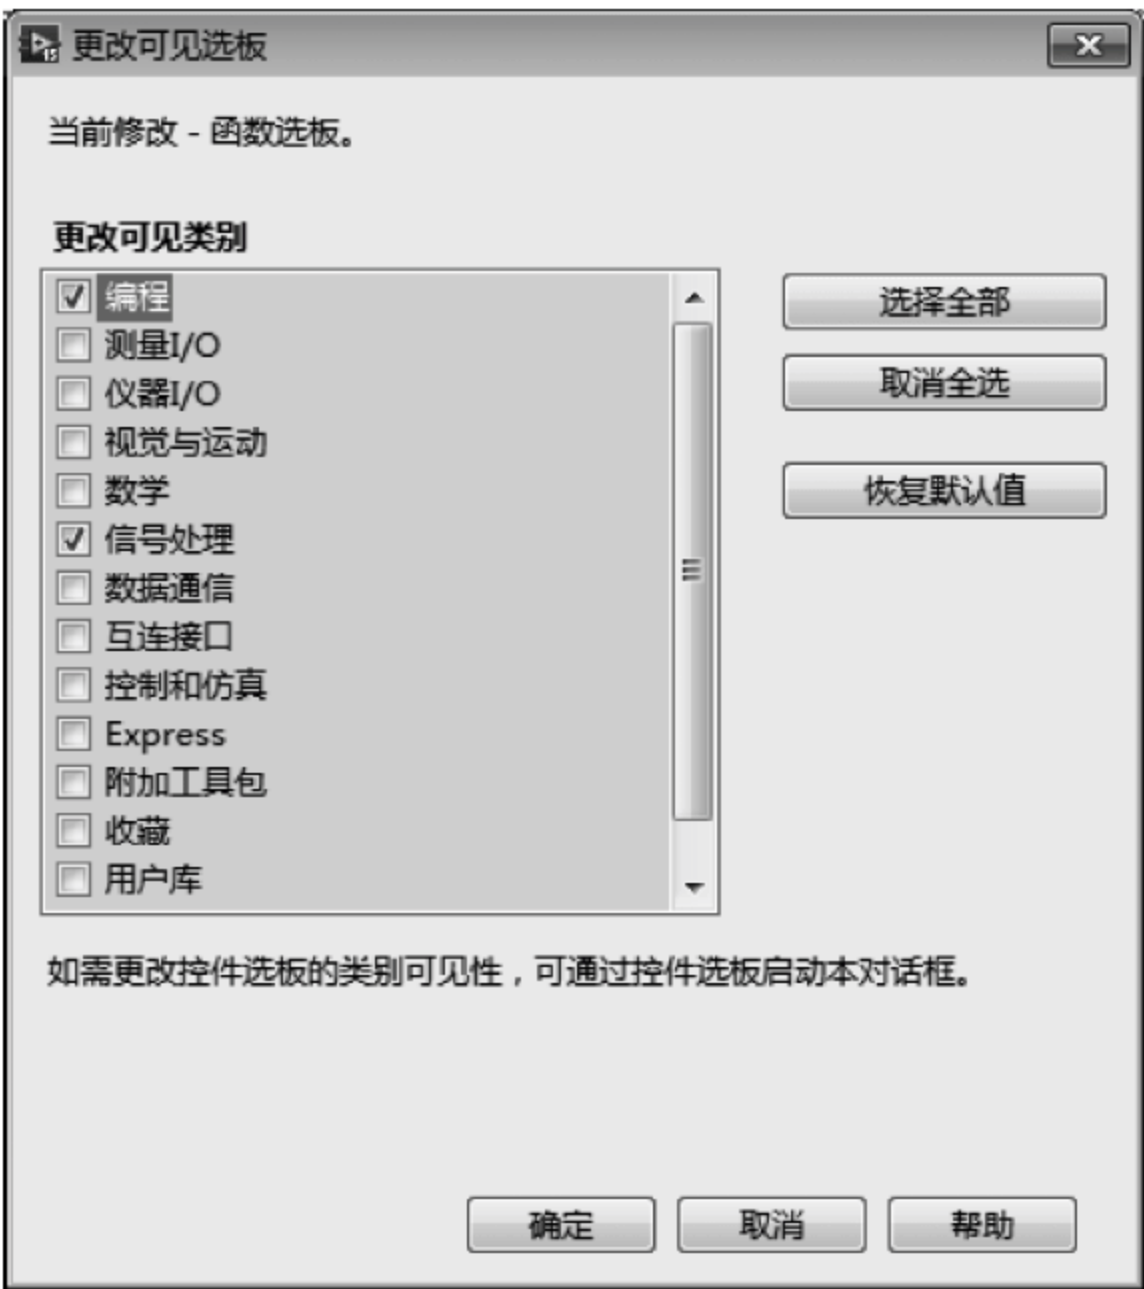 更改可见选板
当前修改 - 函数选板。
更改可见类别
编程
测量I/O
仪器I/O
视觉与运动
数学
信号处理
数据通信
互连接口
控制和仿真
Express
附加工具包
收藏
用户库
选择全部
取消全选
恢复默认值
如需更改控件选板的类别可见性，可通过控件选板启动本对话框。
确定 取消 帮助